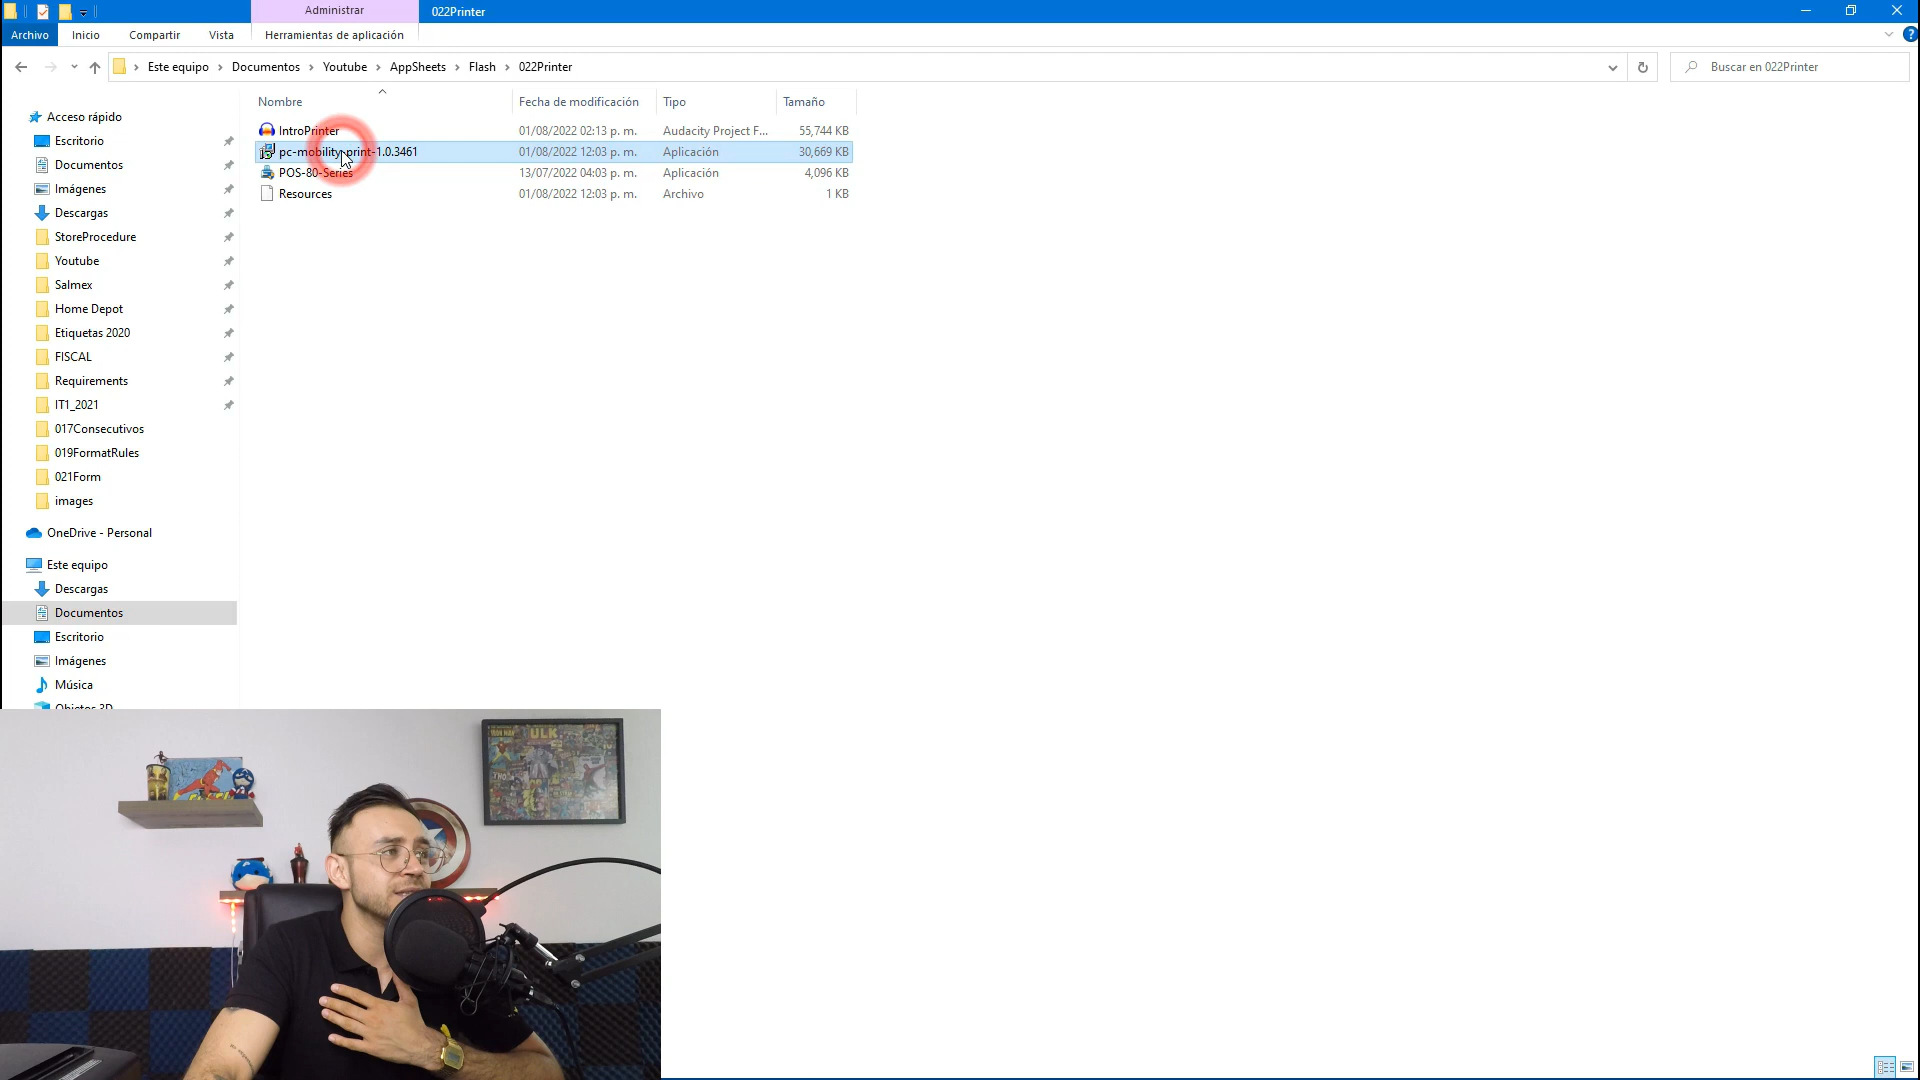 Administrar
022Printer
Archivo
Inicio
Compartir
Vista
Herramientas de aplicación
Este equipo > Documentos > Youtube > AppSheets > Flash > 022Printer
Buscar en 022Printer
Nombre
Fecha de modificación
Tipo
Tamaño
IntroPrinter 01/08/2022 02:13 p. m. Audacity Project F... 55,744 KB
pc-mobility-print-1.0.3461 01/08/2022 12:03 p. m. Aplicación 30,669 KB
POS-80-Series 13/07/2022 04:03 p. m. Aplicación 4,096 KB
Resources 01/08/2022 12:03 p. m. Archivo 1 KB
Acceso rápido
Escritorio
Documentos
Imágenes
Descargas
StoreProcedure
Youtube
Salmex
Home Depot
Etiquetas 2020
FISCAL
Requirements
IT1_2021
017Consecutivos
019FormatRules
021Form
images
OneDrive - Personal
Este equipo
Descargas
Documentos
Escritorio
Imágenes
Música
Objetos 3D
ULK